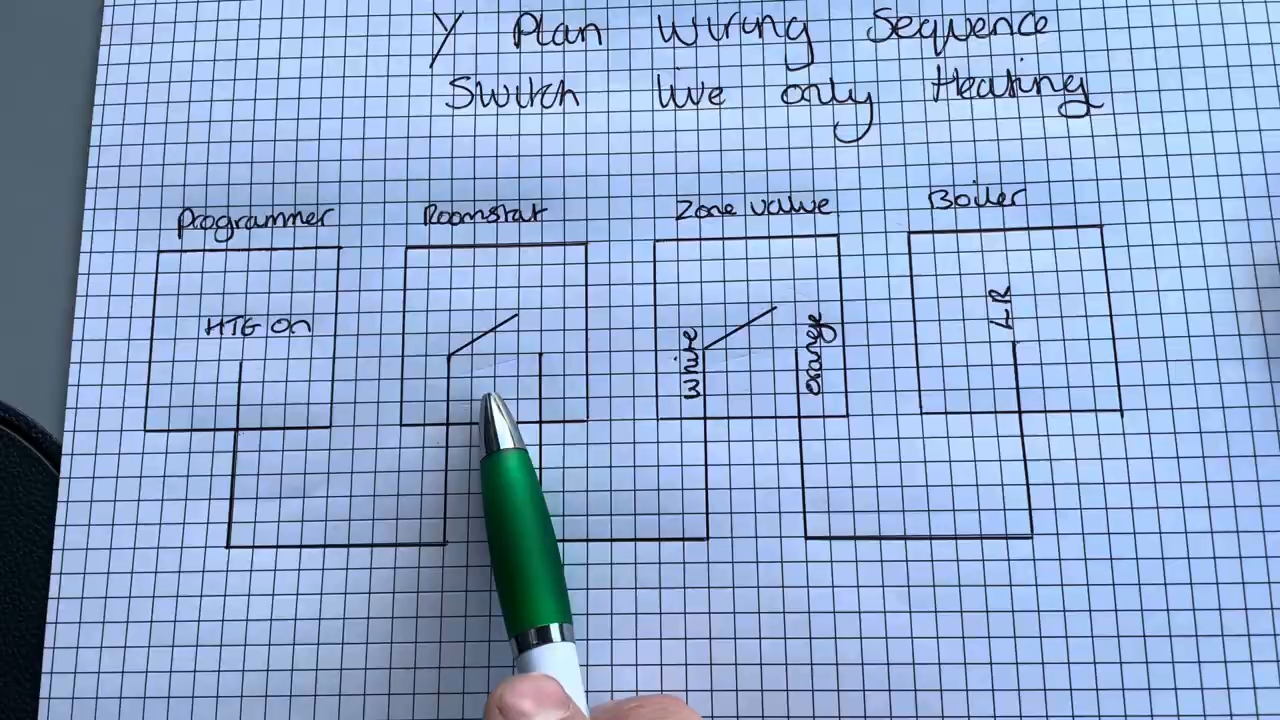 Y Plan Wiring Sequence
Switch live only Heating
Programmer Roomstat Zone valve Boiler
HTG On
white
orange
LR